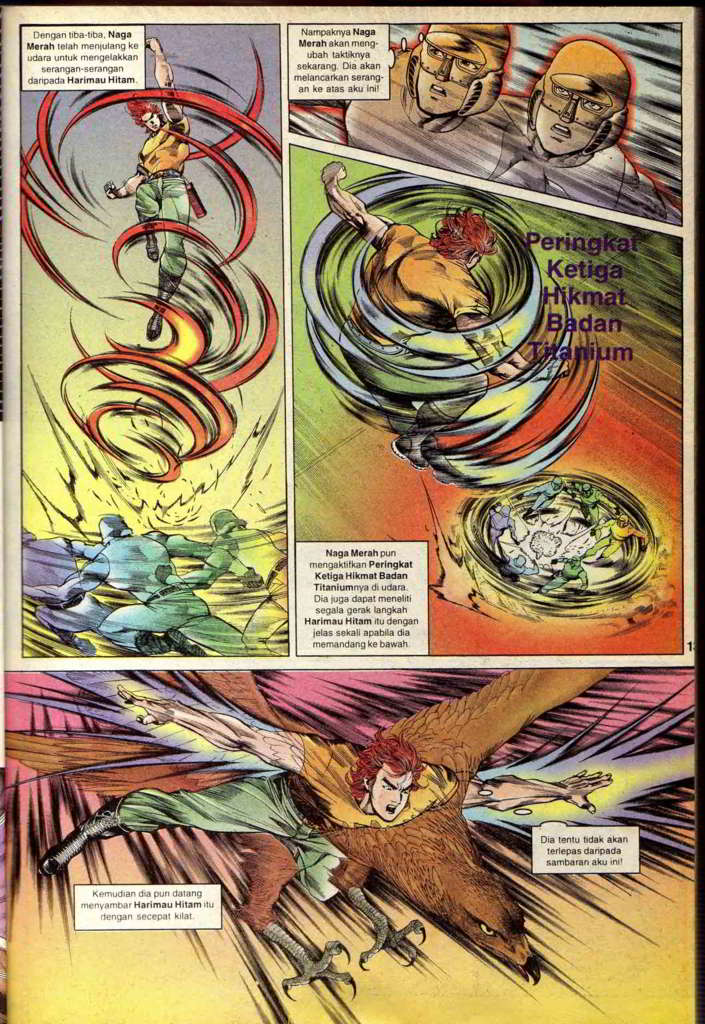 Dengan tiba-tiba, Naga
Merah telah menjulang ke
udara untuk mengelakkan
serangan-serangan
daripada Harimau Hitam.
Nampaknya Naga
Merah akan meng-
ubah taktiknya
sekarang. Dia akan
melancarkan serang-
an ke atas aku ini!
Peringkat
Ketiga
Hikmat
Badan
Titanium
Naga Merah pun
mengaktifkan Peringkat
Ketiga Hikmat Badan
Titaniumnya di udara.
Dia juga dapat meneliti
segala gerak langkah
Harimau Hitam itu dengan
jelas sekali apabila dia
memandang ke bawah.
Dia tentu tidak akan
terlepas daripada
sambaran aku ini!
Kemudian dia pun datang
menyambar Harimau Hitam itu
dengan secepat kilat.